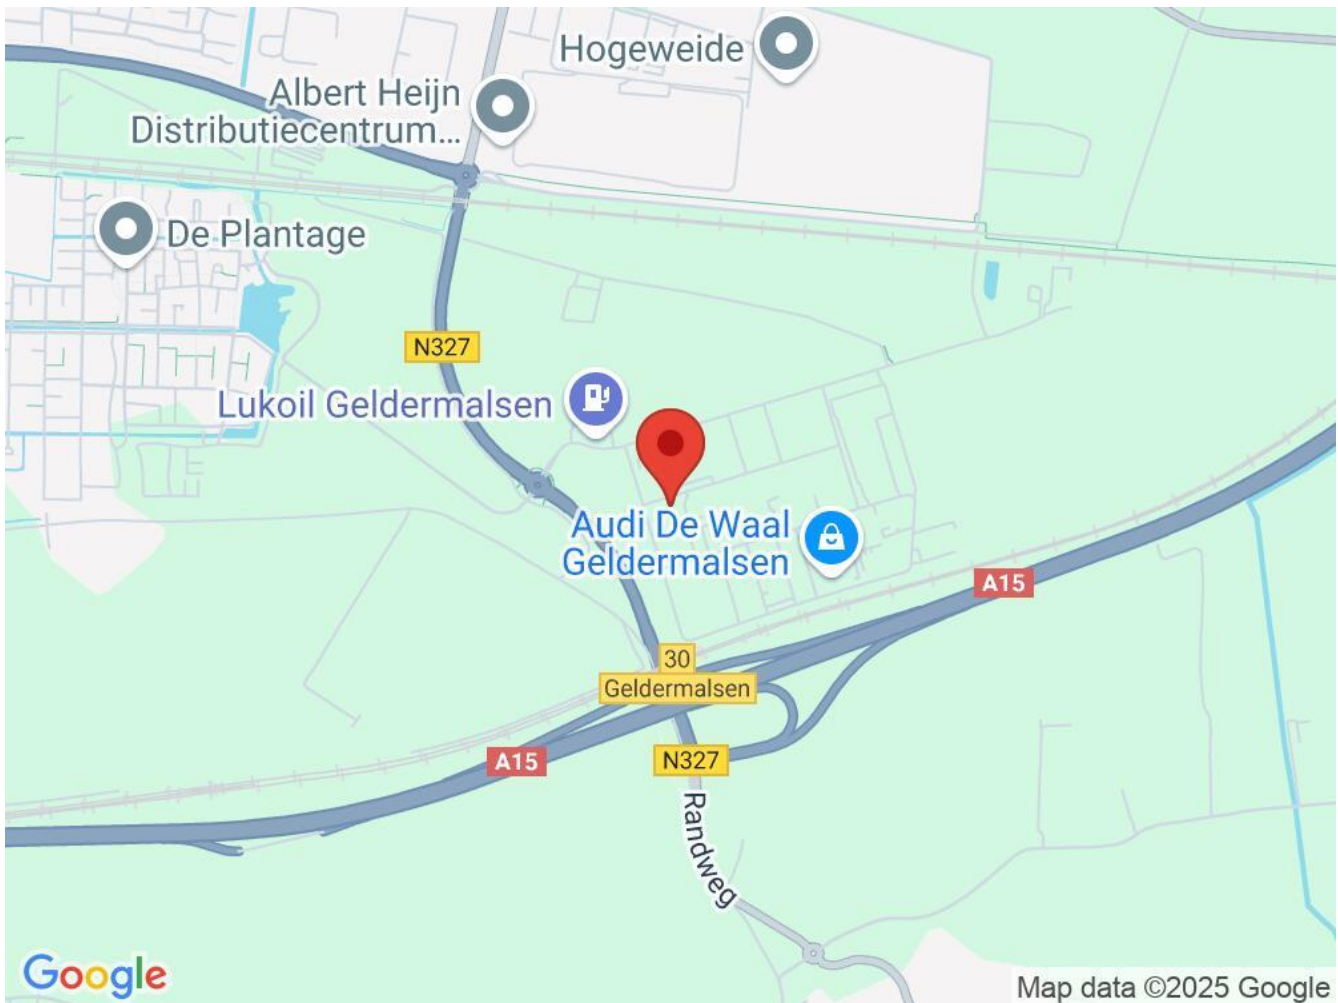 Hogeweide
Albert Heijn
Distributiecentrum...
De Plantage
N327
Lukoil Geldermalsen
Audi De Waal
Geldermalsen
A15
30
Geldermalsen
A15
N327
Randweg
Google
Map data ©2025 Google